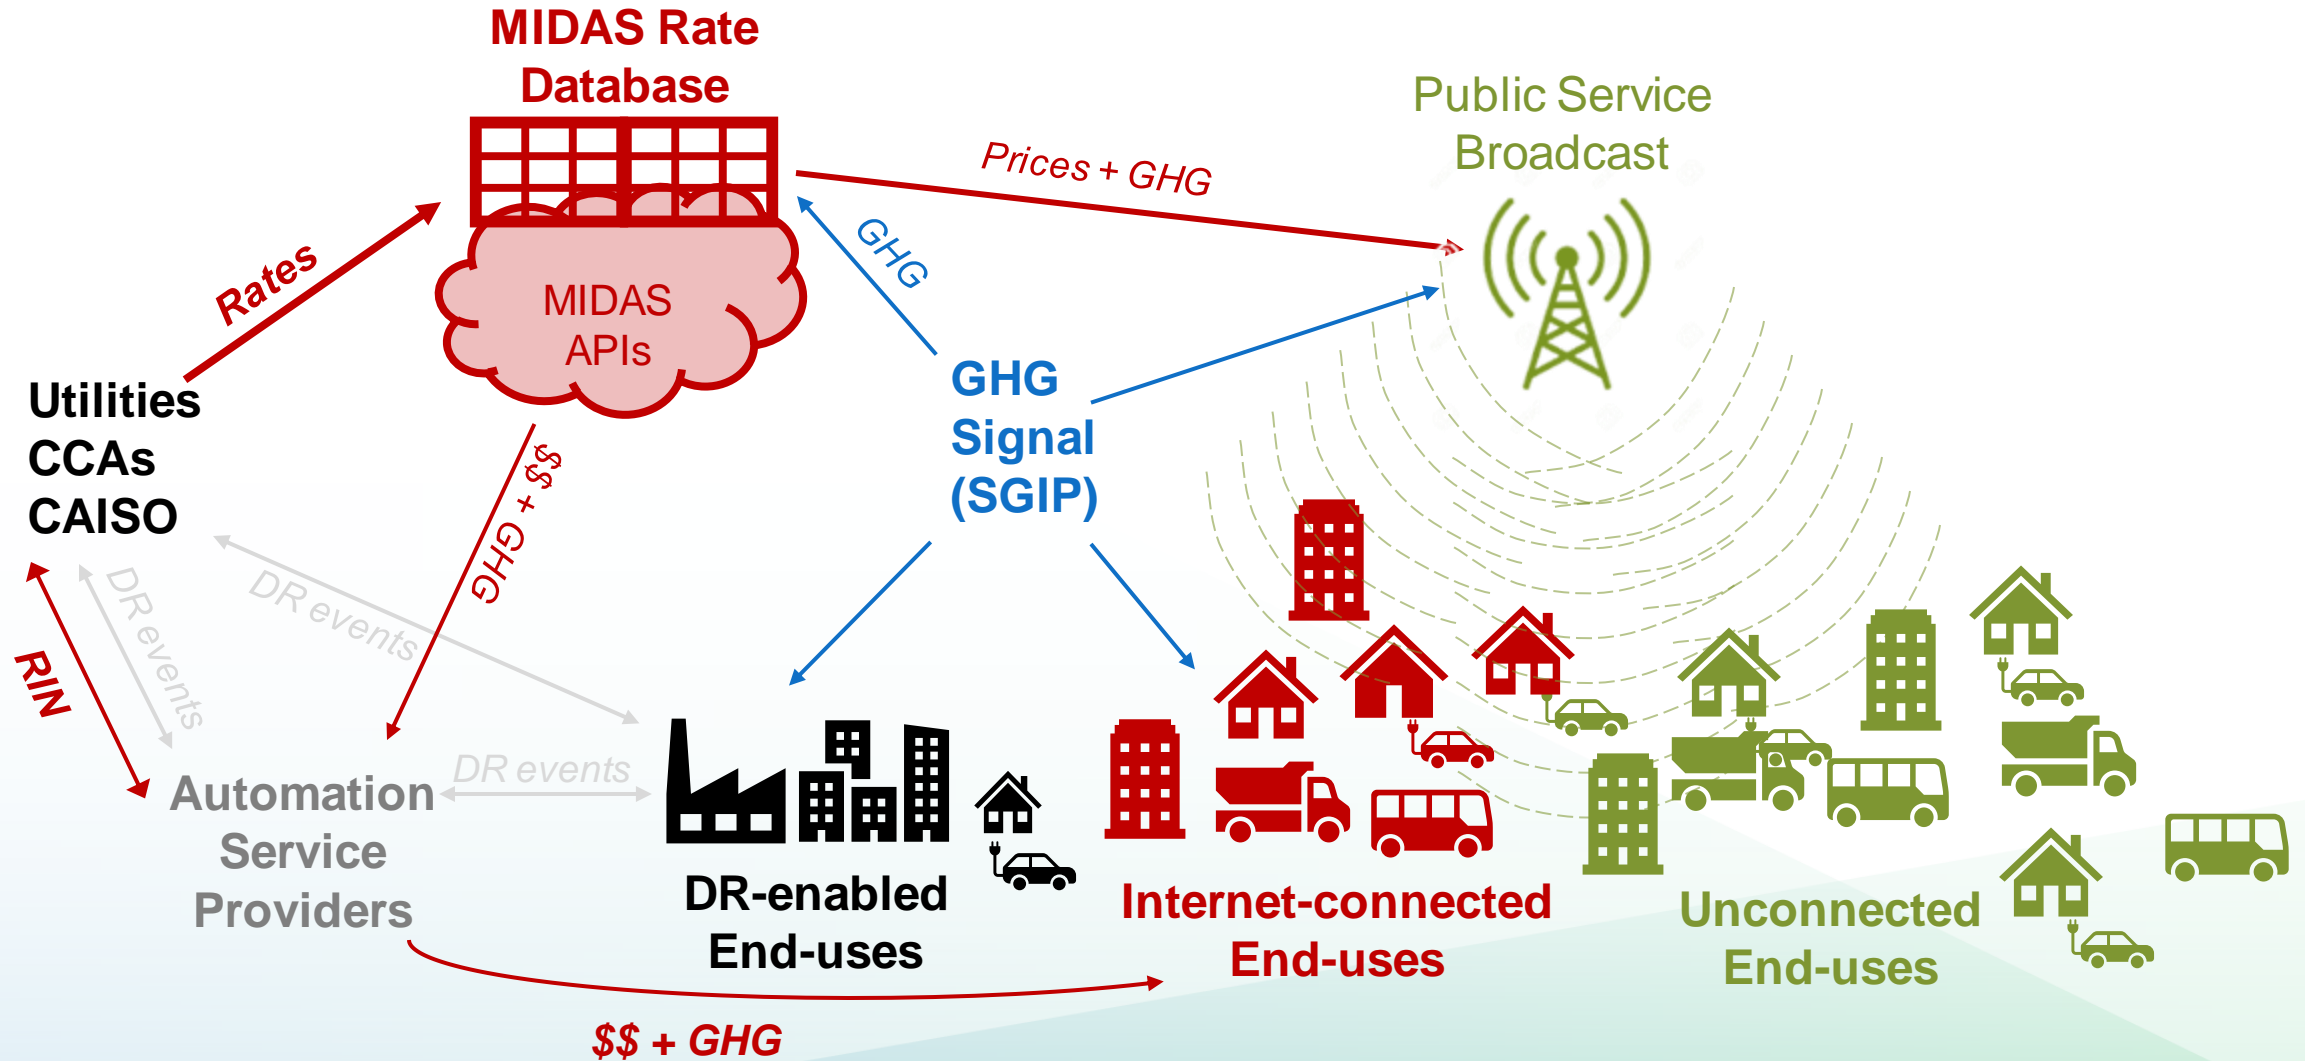 MIDAS Rate
Database
Public Service
Broadcast
Prices + GHG
GHG
Rates
MIDAS
APIs
GHG
Signal
(SGIP)
Utilities
CCAs
CAISO
$$ + GHG
DR events
DR events
RIN
DR events
Automation
Service
Providers
DR-enabled
End-uses
Internet-connected
End-uses
Unconnected
End-uses
$$ + GHG